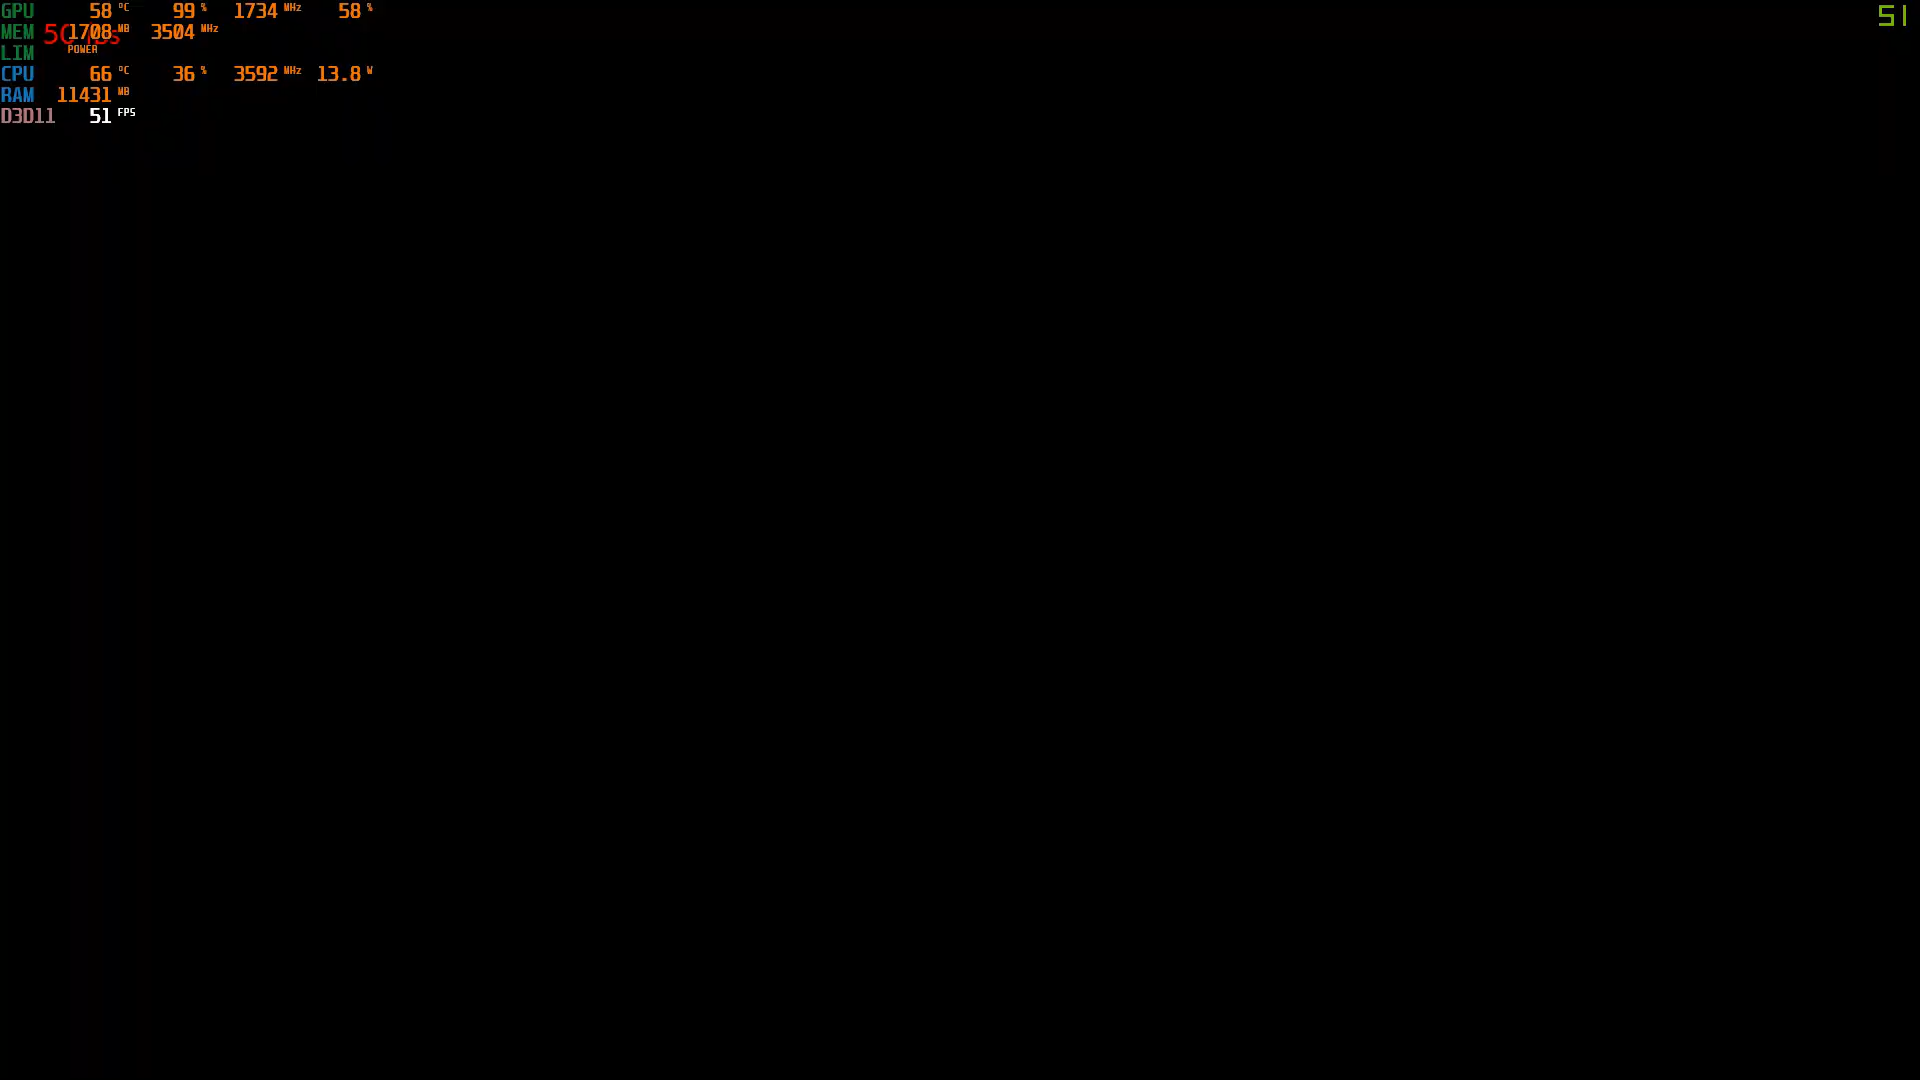 GPU 58 °C 99 % 1734 MHz 58 %
51
MEM 1708 MB 3504 MHz
LIM POWER
CPU 66 °C 36 % 3592 MHz 13.8 W
RAM 11431 MB
D3D11 51 FPS